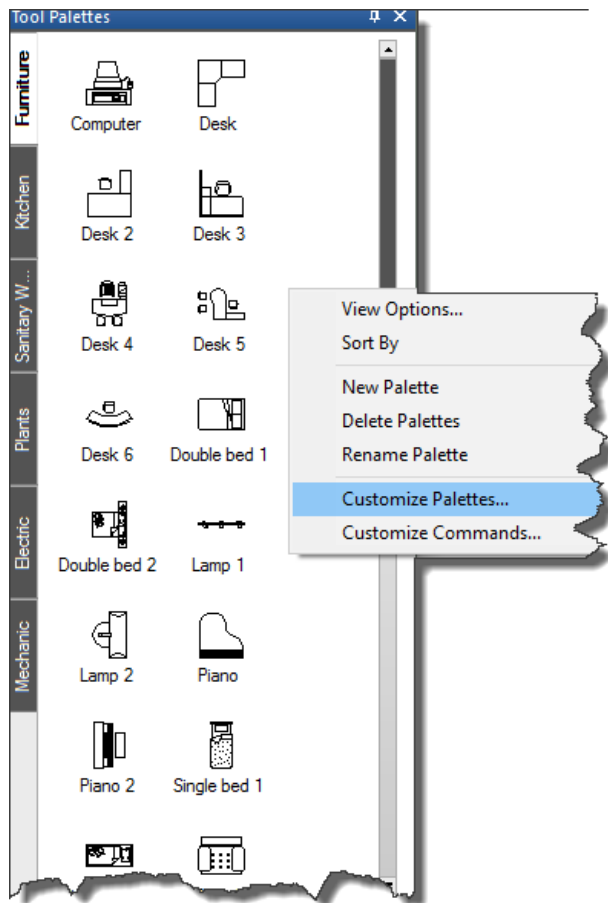 Tool Palettes
Furniture
Kitchen
Sanitary W...
Plants
Electric
Mechanic
Computer
Desk
Desk 2
Desk 3
Desk 4
Desk 5
Desk 6
Double bed 1
Double bed 2
Lamp 1
Lamp 2
Piano
Piano 2
Single bed 1
View Options...
Sort By
New Palette
Delete Palettes
Rename Palette
Customize Palettes...
Customize Commands...